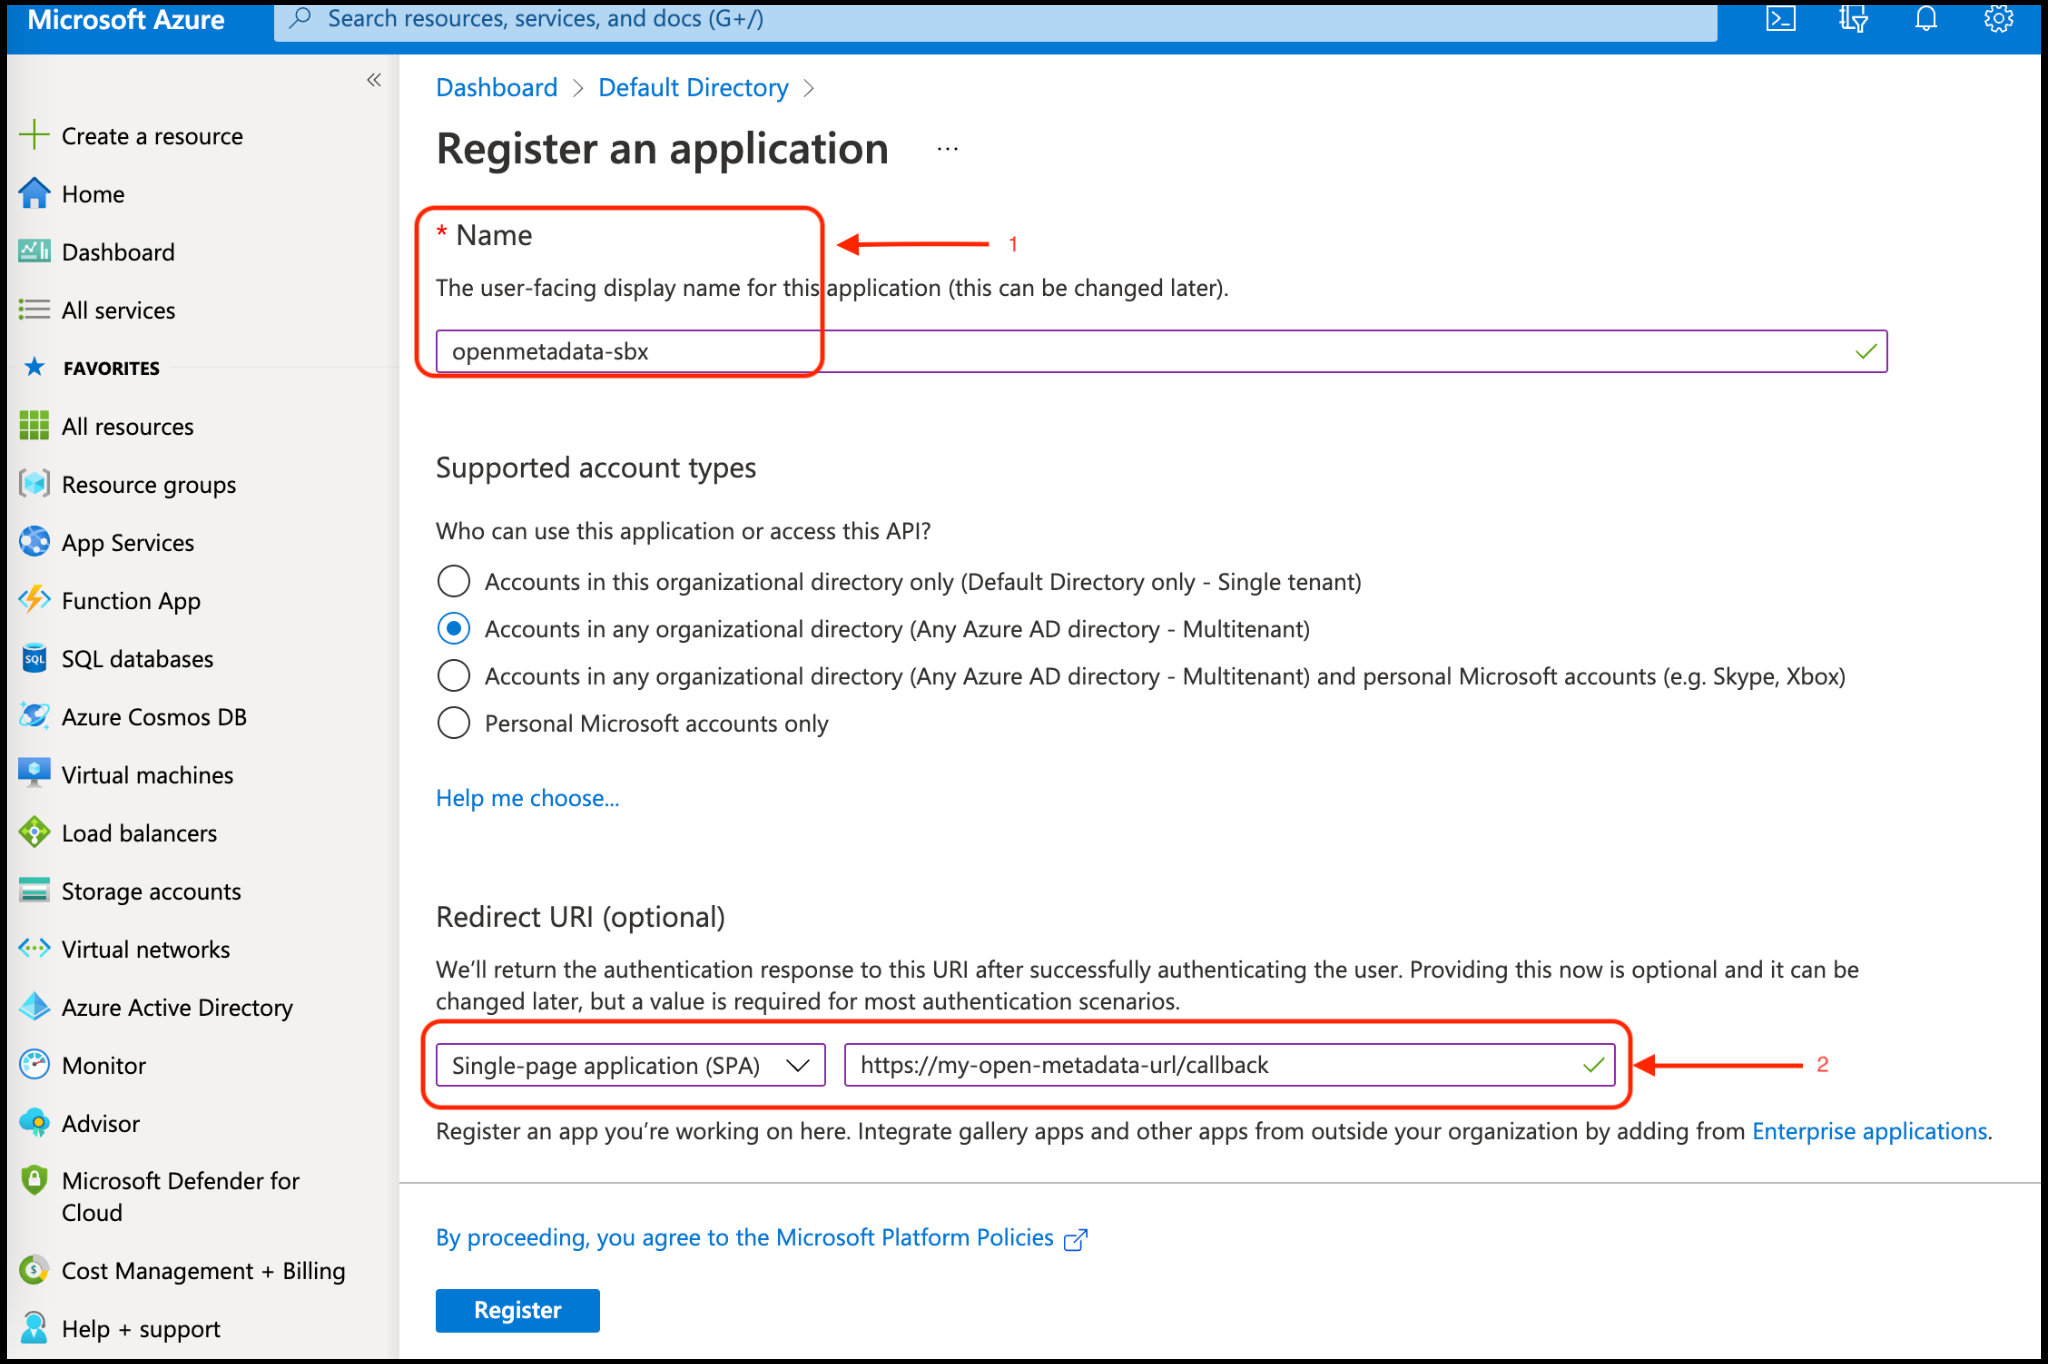 Microsoft Azure
Search resources, services, and docs (G+/)
Create a resource
Home
Dashboard
All services
FAVORITES
All resources
Resource groups
App Services
Function App
SQL databases
Azure Cosmos DB
Virtual machines
Load balancers
Storage accounts
Virtual networks
Azure Active Directory
Monitor
Advisor
Microsoft Defender for
Cloud
Cost Management + Billing
Help + support
Dashboard > Default Directory >
Register an application ...
* Name
1
The user-facing display name for this application (this can be changed later).
openmetadata-sbx
Supported account types
Who can use this application or access this API?
Accounts in this organizational directory only (Default Directory only - Single tenant)
Accounts in any organizational directory (Any Azure AD directory - Multitenant)
Accounts in any organizational directory (Any Azure AD directory - Multitenant) and personal Microsoft accounts (e.g. Skype, Xbox)
Personal Microsoft accounts only
Help me choose...
Redirect URI (optional)
We'll return the authentication response to this URI after successfully authenticating the user. Providing this now is optional and it can be
changed later, but a value is required for most authentication scenarios.
Single-page application (SPA) https://my-open-metadata-url/callback
2
Register an app you're working on here. Integrate gallery apps and other apps from outside your organization by adding from Enterprise applications.
By proceeding, you agree to the Microsoft Platform Policies
Register